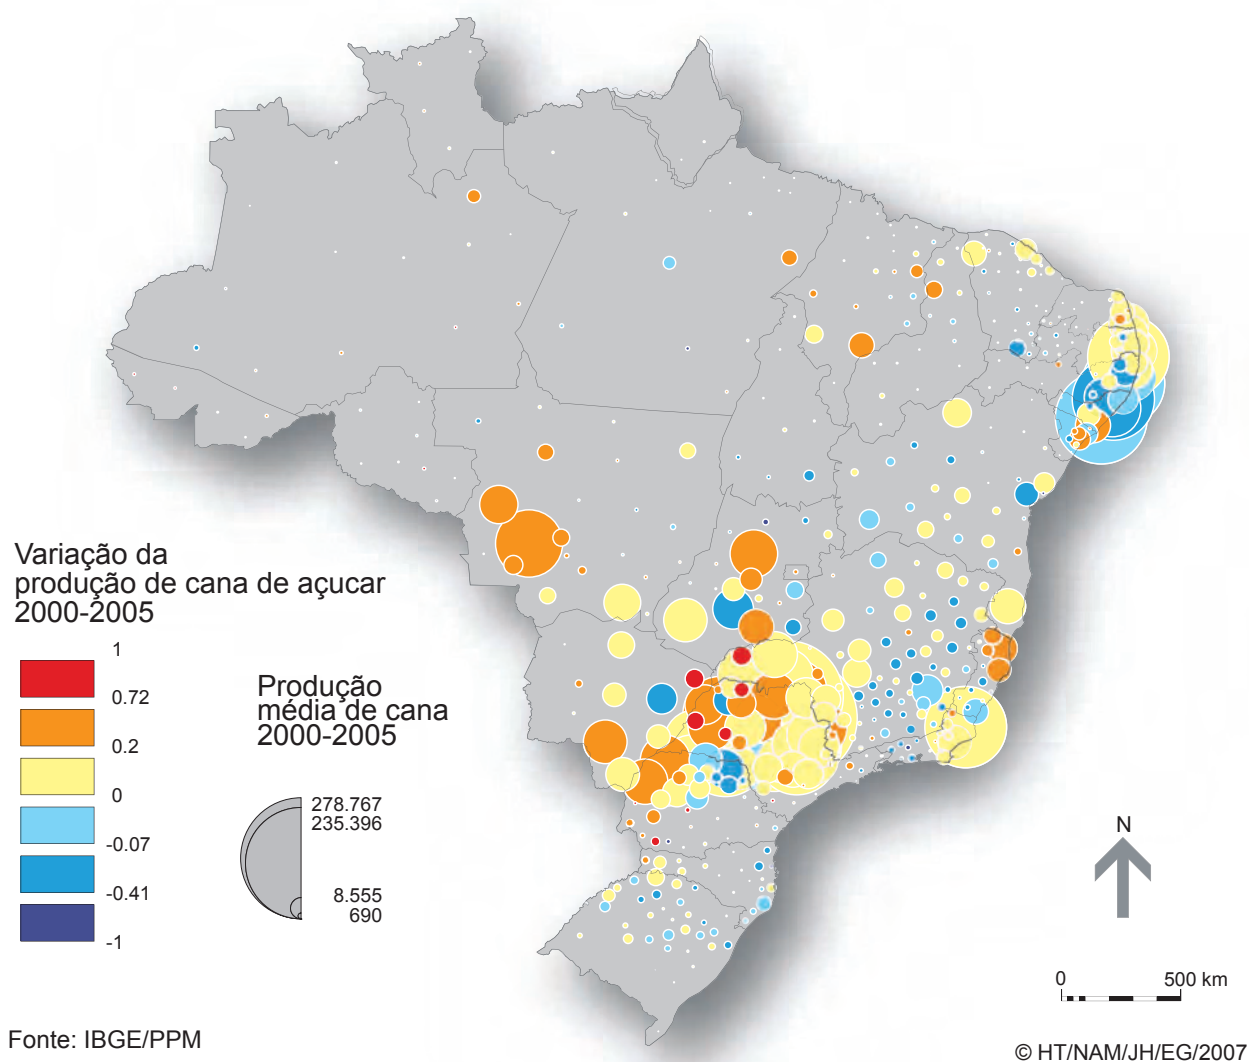 Variação da
produção de cana de açucar
2000-2005
1
0.72
0.2
0
-0.07
-0.41
-1
Produção
média de cana
2000-2005
278.767
235.396
8.555
690
N
0 500 km
Fonte: IBGE/PPM
© HT/NAM/JH/EG/2007